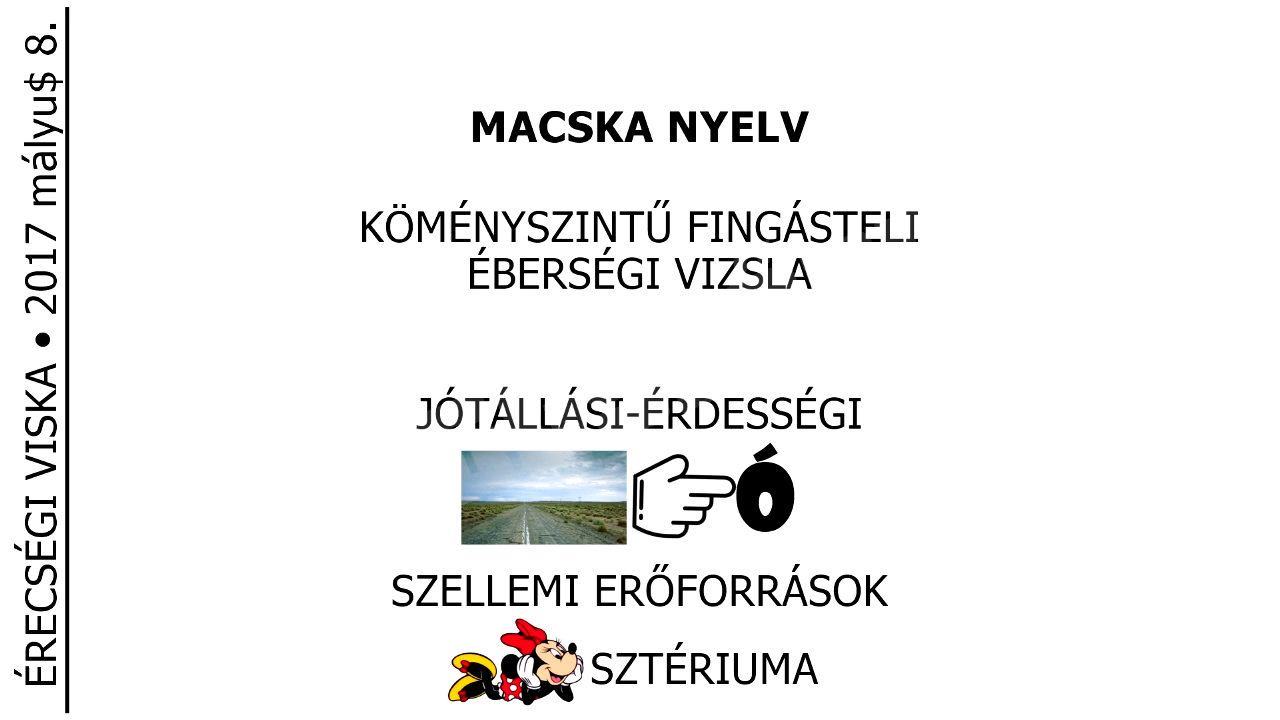 ÉRECSÉGI VISKA • 2017 mályu$ 8.
MACSKA NYELV
KÖMÉNYSZINTŰ FINGÁSTELI
ÉBERSÉGI VIZSLA
JÓTÁLLÁSI-ÉRDESSÉGI
Ó
SZELLEMI ERŐFORRÁSOK
SZTÉRIUMA